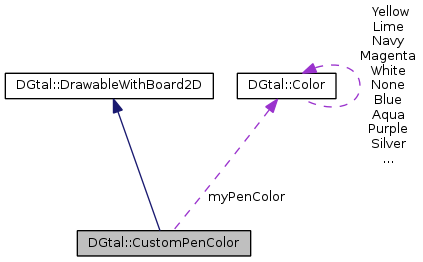 Yellow
Lime
Navy
Magenta
White
None
Blue
Aqua
Purple
Silver
...
DGtal::DrawableWithBoard2D
DGtal::Color
myPenColor
DGtal::CustomPenColor